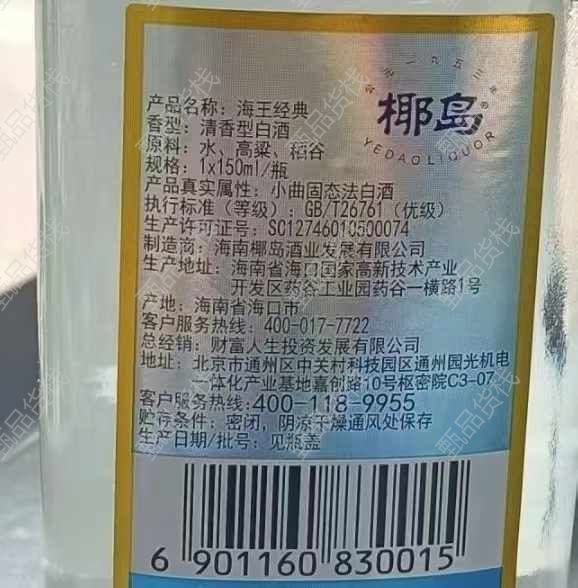 始于一九五三年
椰岛®
YEDAO LIQUOR
产品名称：海王经典
香型：清香型白酒
原料：水、高粱、稻谷
规格：1x150ml/瓶
产品真实属性：小曲固态法白酒
执行标准（等级）：GB/T26761（优级）
生产许可证号：SC12746010500074
制造商：海南椰岛酒业发展有限公司
生产地址：海南省海口国家高新技术产业
开发区药谷工业园药谷一横路1号
产地：海南省海口市
客户服务热线：400-017-7722
总经销：财富人生投资发展有限公司
地址：北京市通州区中关村科技园区通州园光机电
一体化产业基地嘉创路10号枢密院C3-07
客户服务热线:400-118-9955
贮存条件：密闭，阴凉干燥通风处保存
生产日期/批号：见瓶盖
6 901160 830015
甄品货栈